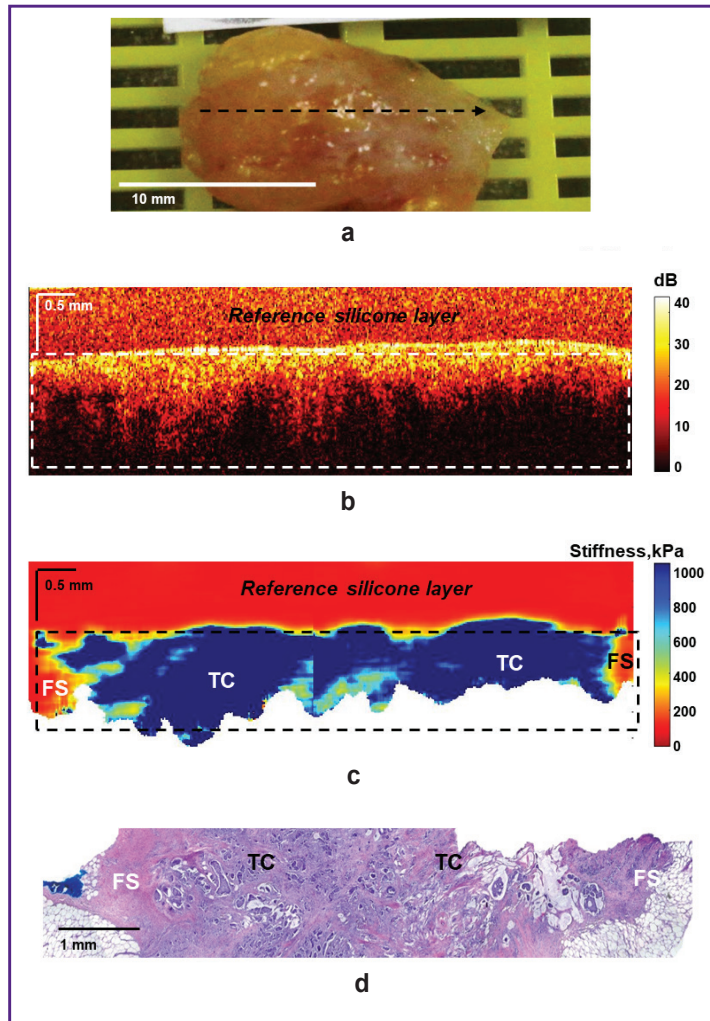 10 mm
a
dB
0.5 mm
Reference silicone layer
40
30
20
10
0
b
Stiffness,kPa
0.5 mm
Reference silicone layer
1000
800
600
400
200
0
FS
TC
TC
FS
c
FS
TC
TC
FS
1 mm
d